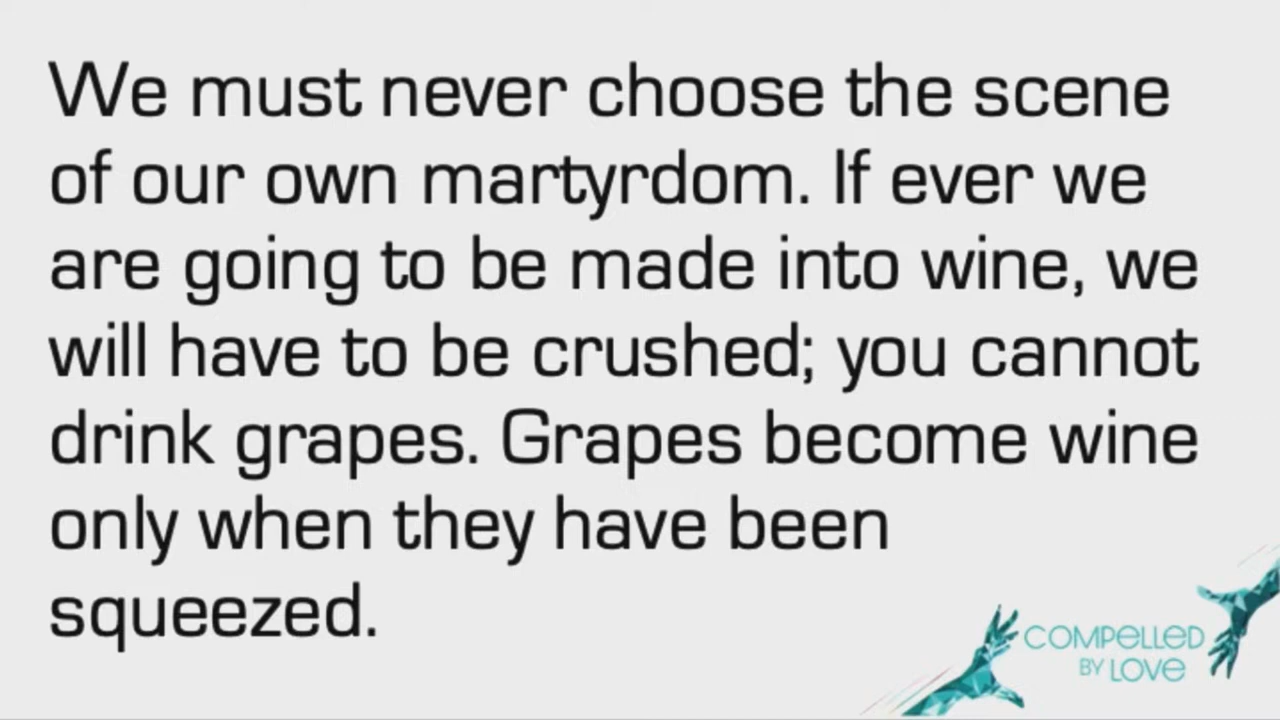 We must never choose the scene
of our own martyrdom. If ever we
are going to be made into wine, we
will have to be crushed; you cannot
drink grapes. Grapes become wine
only when they have been
squeezed.
COMPELLED
BY LOVE